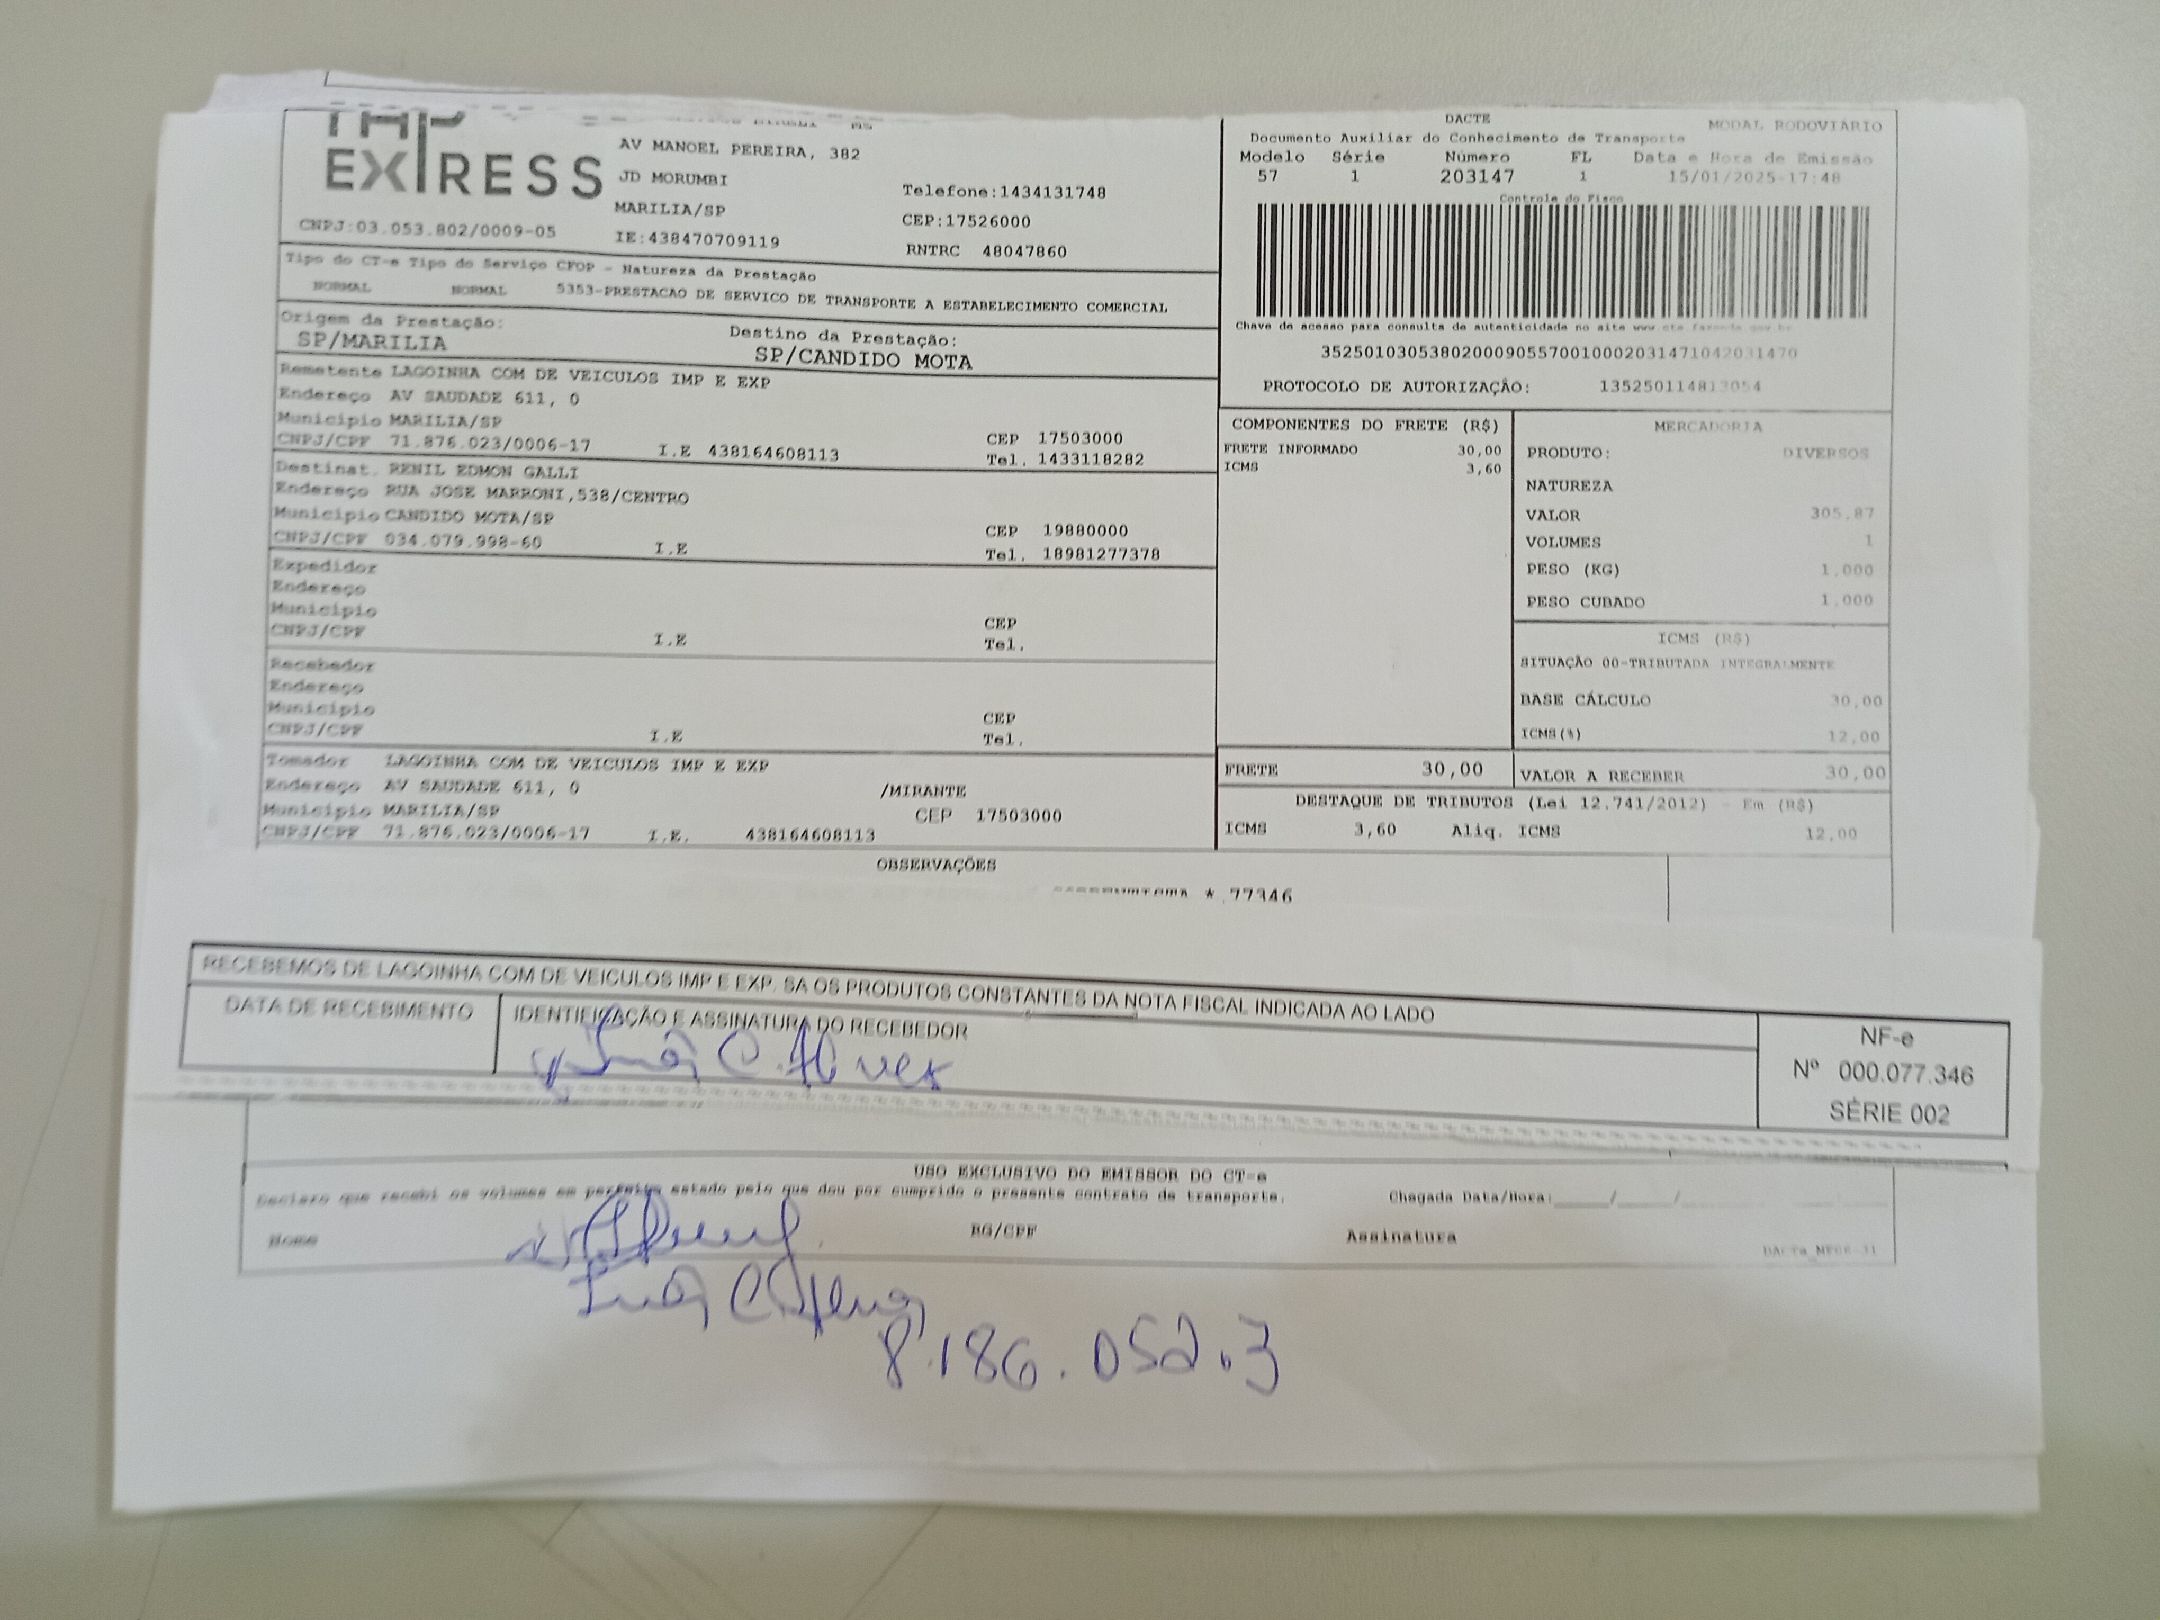 EXPRESS
AV MANOEL PEREIRA, 382
JD MORUMBI
MARILIA/SP
IE:438470709119
Telefone:1434131748
CEP:17526000
RNTRC 48047860
CNPJ:03.053.802/0009-05
Tipo do CT-e Tipo do Serviço CFOP - Natureza da Prestação
NORMAL NORMAL 5353-PRESTACAO DE SERVICO DE TRANSPORTE A ESTABELECIMENTO COMERCIAL
Origem da Prestação: Destino da Prestação:
SP/MARILIA SP/CANDIDO MOTA
Remetente LAGOINHA COM DE VEICULOS IMP E EXP
Endereço AV SAUDADE 611, 0
Município MARILIA/SP CEP 17503000
CNPJ/CPF 71.876.023/0006-17 I.E 438164608113 Tel. 1433118282
Destinat. RENIL EDMON GALLI
Endereço RUA JOSE MARRONI,538/CENTRO
Município CANDIDO MOTA/SP CEP 19880000
CNPJ/CPF 034.079.998-60 I.E Tel. 18981277378
Expedidor
Endereço
Município CEP
CNPJ/CPF I.E Tel.
Recebedor
Endereço
Município CEP
CNPJ/CPF I.E Tel.
Tomador LAGOINHA COM DE VEICULOS IMP E EXP
Endereço AV SAUDADE 611, 0 /MIRANTE
Município MARILIA/SP CEP 17503000
CNPJ/CPF 71.876.023/0006-17 I.E. 438164608113
DACTE
Documento Auxiliar do Conhecimento de Transporte MODAL RODOVIÁRIO
Modelo Série Número FL Data e Hora de Emissão
57 1 203147 1 15/01/2025-17:48
Controle do Fisco
Chave de acesso para consulta de autenticidade no site www.cte.fazenda.gov.br
35250103053802000905570010002031471042031470
PROTOCOLO DE AUTORIZAÇÃO: 135250114813054
COMPONENTES DO FRETE (R$)
FRETE INFORMADO 30,00
ICMS 3,60
MERCADORIA
PRODUTO: DIVERSOS
NATUREZA
VALOR 305,87
VOLUMES 1
PESO (KG) 1,000
PESO CUBADO 1,000
ICMS (R$)
SITUAÇÃO 00-TRIBUTADA INTEGRALMENTE
BASE CÁLCULO 30,00
ICMS(%) 12,00
FRETE 30,00 VALOR A RECEBER 30,00
DESTAQUE DE TRIBUTOS (Lei 12.741/2012) - Em (R$)
ICMS 3,60 Aliq. ICMS 12,00
OBSERVAÇÕES
* 77346
RECEBEMOS DE LAGOINHA COM DE VEICULOS IMP E EXP. SA OS PRODUTOS CONSTANTES DA NOTA FISCAL INDICADA AO LADO
DATA DE RECEBIMENTO IDENTIFICAÇÃO E ASSINATURA DO RECEBEDOR
C. Alves
NF-e
Nº 000.077.346
SÉRIE 002
USO EXCLUSIVO DO EMISSOR DO CT-e
Declaro que recebi os volumes em perfeito estado pelo que dou por cumprido o presente contrato de transporte. Chegada Data/Hora:____/____/
Nome RG/CPF Assinatura
8.186.052.3